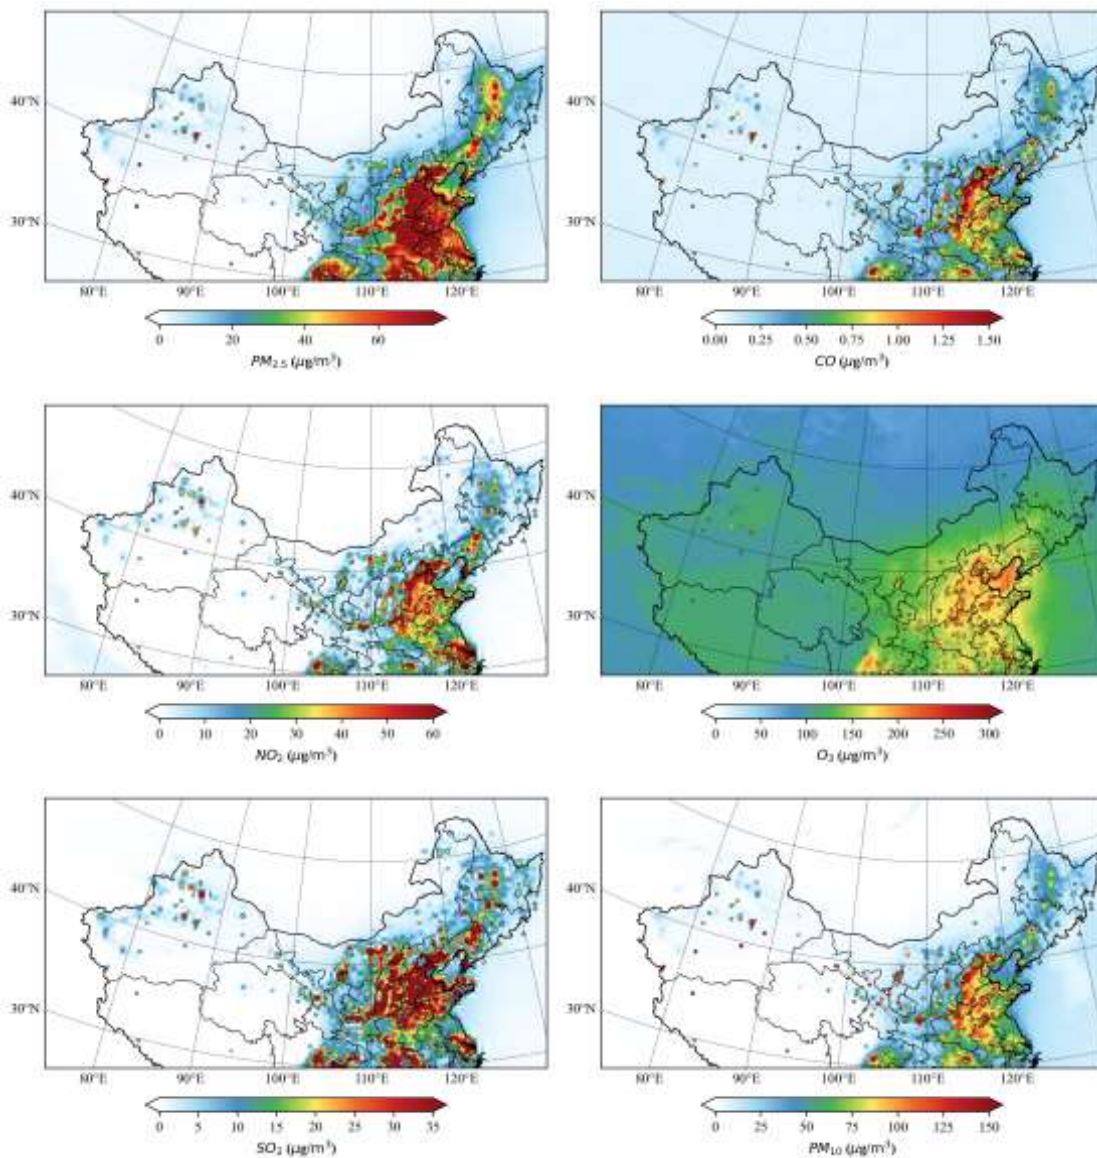 40°N
30°N
80°E 90°E 100°E 110°E 120°E
0 20 40 60
PM2.5 (μg/m³)
40°N
30°N
80°E 90°E 100°E 110°E 120°E
0.00 0.25 0.50 0.75 1.00 1.25 1.50
CO (μg/m³)
40°N
30°N
80°E 90°E 100°E 110°E 120°E
0 10 20 30 40 50 60
NO2 (μg/m³)
40°N
30°N
80°E 90°E 100°E 110°E 120°E
0 50 100 150 200 250 300
O3 (μg/m³)
40°N
30°N
80°E 90°E 100°E 110°E 120°E
0 5 10 15 20 25 30 35
SO2 (μg/m³)
40°N
30°N
80°E 90°E 100°E 110°E 120°E
0 25 50 75 100 125 150
PM10 (μg/m³)